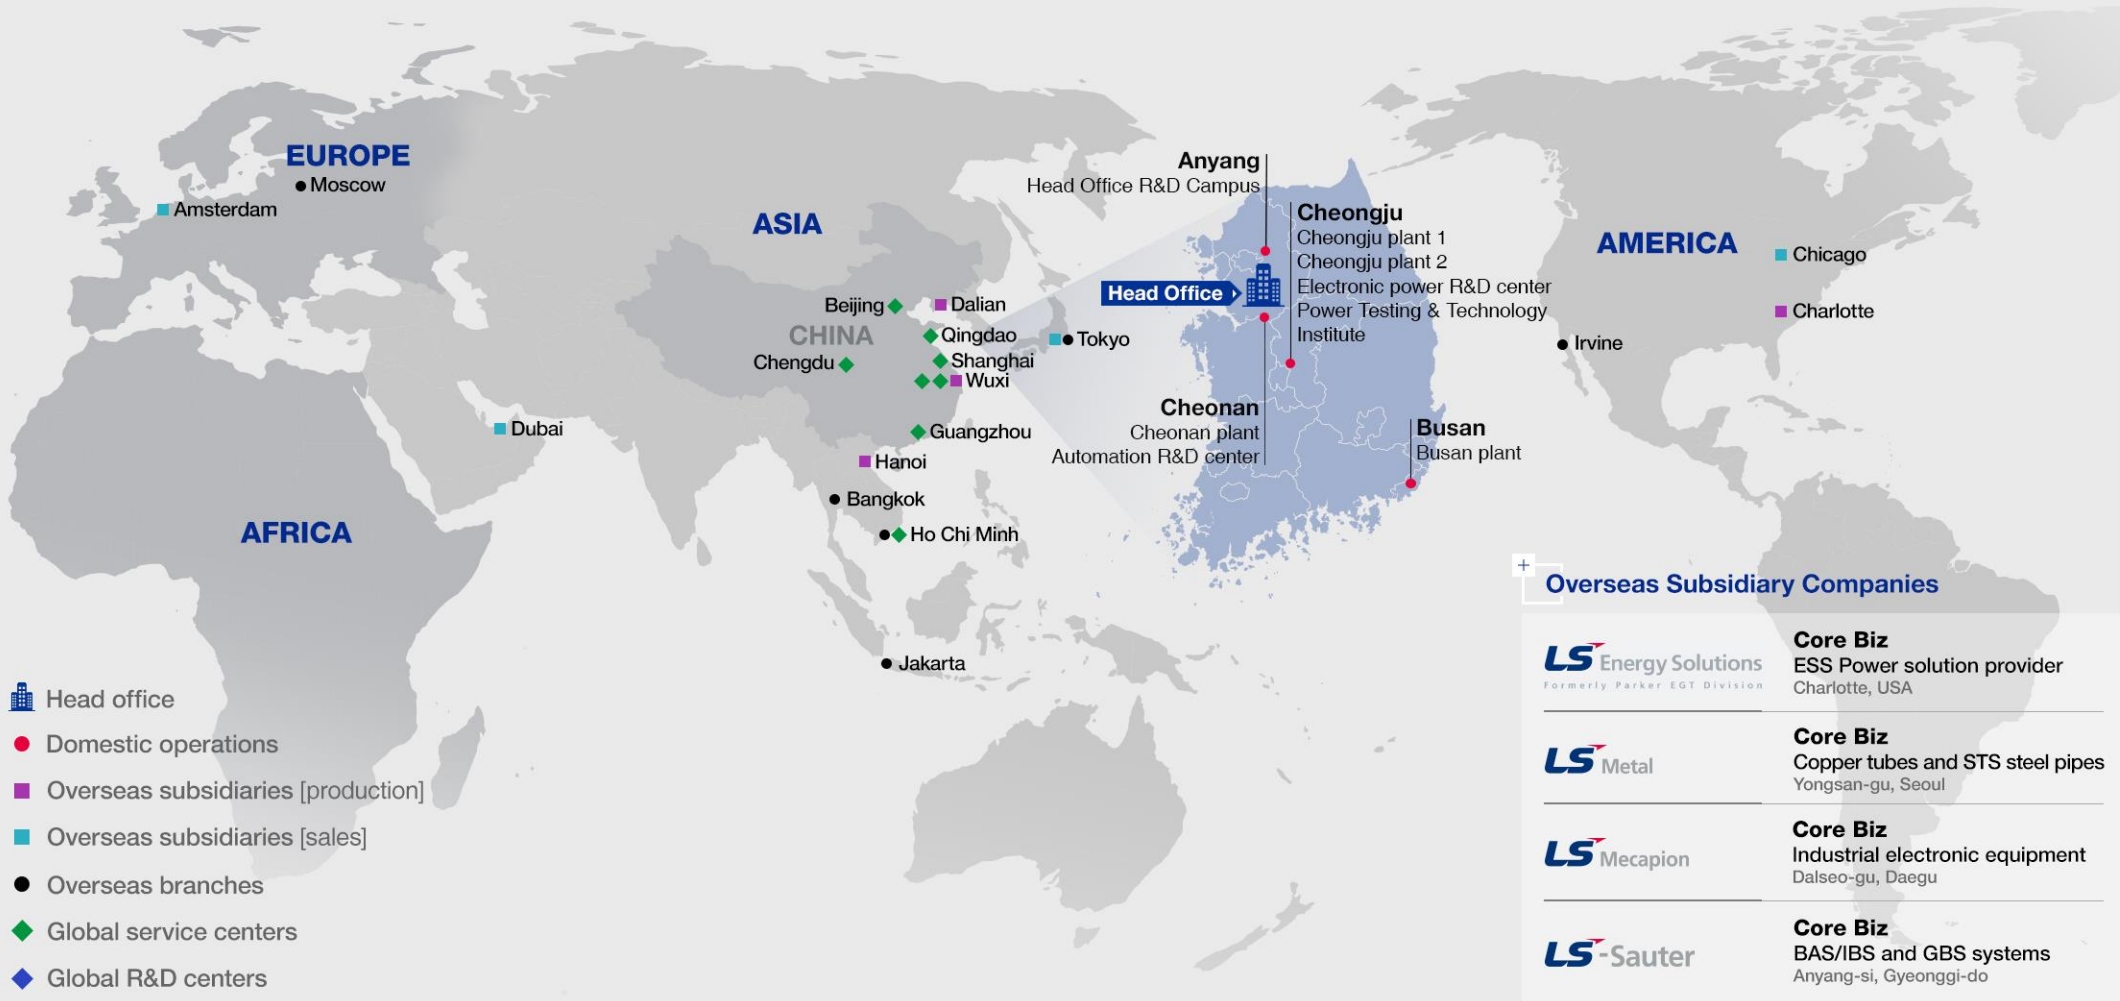 EUROPE
Moscow
Amsterdam
ASIA
Beijing
Dalian
CHINA
Qingdao
Chengdu
Shanghai
Wuxi
Tokyo
Dubai
Guangzhou
Hanoi
Bangkok
Ho Chi Minh
Jakarta
AFRICA
Anyang
Head Office R&D Campus
Head Office
Cheongju
Cheongju plant 1
Cheongju plant 2
Electronic power R&D center
Power Testing & Technology
Institute
Cheonan
Cheonan plant
Automation R&D center
Busan
Busan plant
AMERICA
Chicago
Charlotte
Irvine
Head office
Domestic operations
Overseas subsidiaries [production]
Overseas subsidiaries [sales]
Overseas branches
Global service centers
Global R&D centers
+
Overseas Subsidiary Companies
LS Energy Solutions
Formerly Parker EGT Division
Core Biz
ESS Power solution provider
Charlotte, USA
LS Metal
Core Biz
Copper tubes and STS steel pipes
Yongsan-gu, Seoul
LS Mecapion
Core Biz
Industrial electronic equipment
Dalseo-gu, Daegu
LS-Sauter
Core Biz
BAS/IBS and GBS systems
Anyang-si, Gyeonggi-do